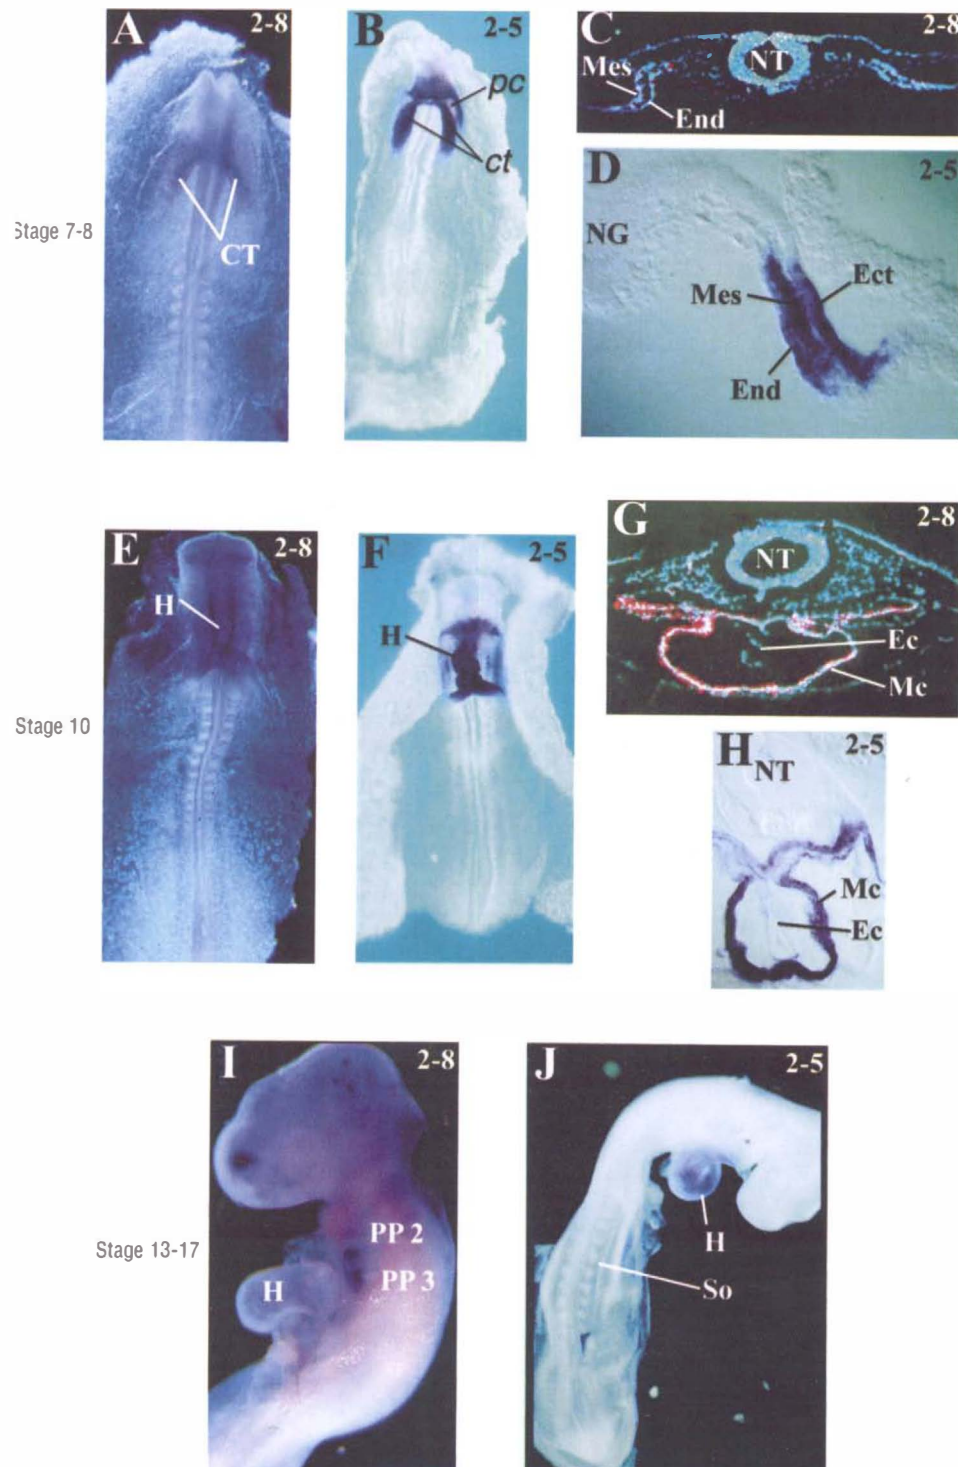 A 2-8
CT
B 2-5
pc
ct
C 2-8
Mes
NT
End
D 2-5
NG
Mes
Ect
End
Stage 7-8
E 2-8
H
F 2-5
H
G 2-8
NT
Ec
Mc
H 2-5
NT
Mc
Ec
Stage 10
I 2-8
PP 2
PP 3
H
J 2-5
H
So
Stage 13-17